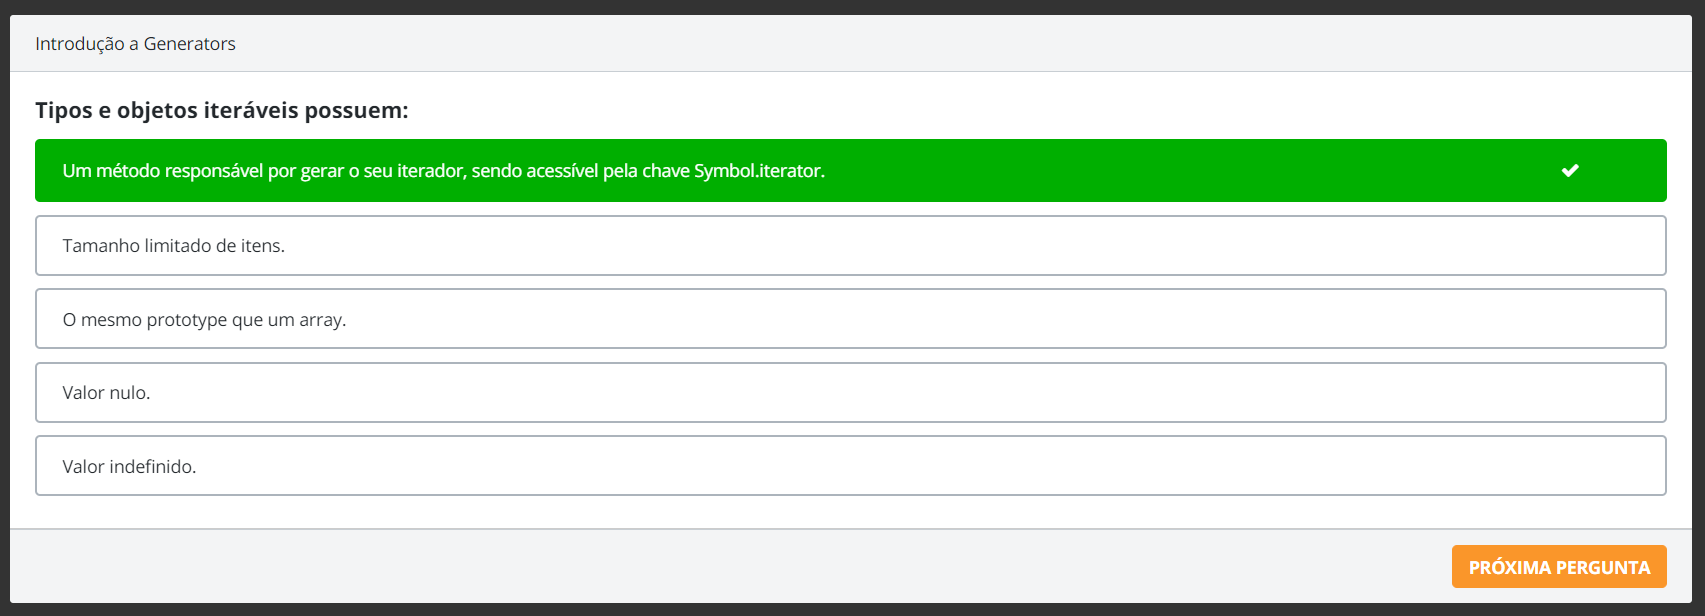 Introdução a Generators
Tipos e objetos iteráveis possuem:
Um método responsável por gerar o seu iterador, sendo acessível pela chave Symbol.iterator.
Tamanho limitado de itens.
O mesmo prototype que um array.
Valor nulo.
Valor indefinido.
PRÓXIMA PERGUNTA